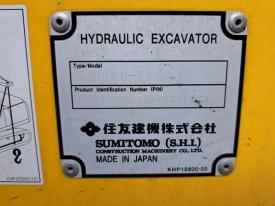 HYDRAULIC EXCAVATOR
Type/Model
Product Identification Number (PIN)
住友建機株式会社
SUMITOMO (S.H.I.)
CONSTRUCTION MACHINERY CO., LTD.
MADE IN JAPAN
KHP15800-00